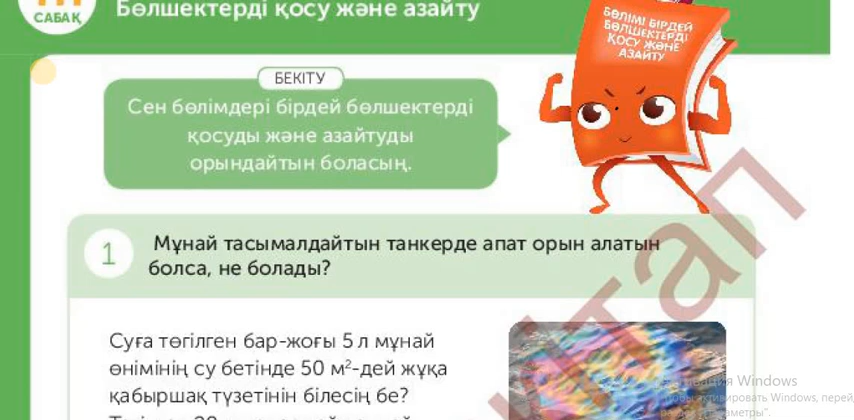 САБАҚ
Бөлшектерді қосу және азайту
БӨЛІМІ БІРДЕЙ
БӨЛШЕКТЕРДІ
ҚОСУ ЖӘНЕ
АЗАЙТУ
БЕКІТУ
Сен бөлімдері бірдей бөлшектерді
қосуды және азайтуды
орындайтын боласың.
1
Мұнай тасымалдайтын танкерде апат орын алатын
болса, не болады?
Суға төгілген бар-жоғы 5 л мұнай
өнімінің су бетінде 50 м²-дей жұқа
қабыршақ түзетінін білесің бе?
Windows
Windows, перей